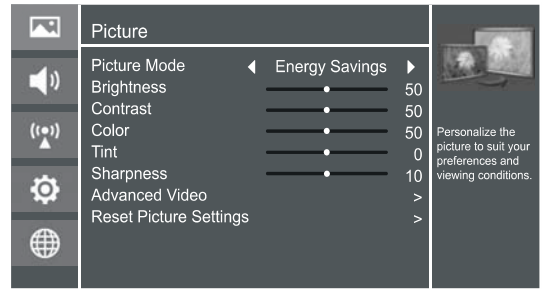 Picture
Picture Mode Energy Savings
Brightness 50
Contrast 50
Color 50
Tint 0
Sharpness 10
Advanced Video >
Reset Picture Settings >
Personalize the
picture to suit your
preferences and
viewing conditions.